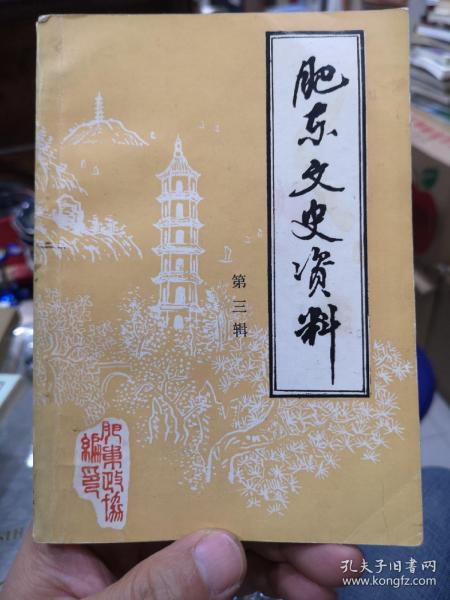 肥东文史资料
第三辑
肥東政協
編印
孔夫子旧书网
www.kongfz.com